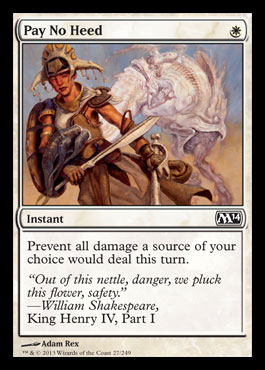 Pay No Heed
Instant
M14
Prevent all damage a source of your
choice would deal this turn.
“Out of this nettle, danger, we pluck
this flower, safety.”
—William Shakespeare,
King Henry IV, Part I
Adam Rex
™ & © 2013 Wizards of the Coast 27/249